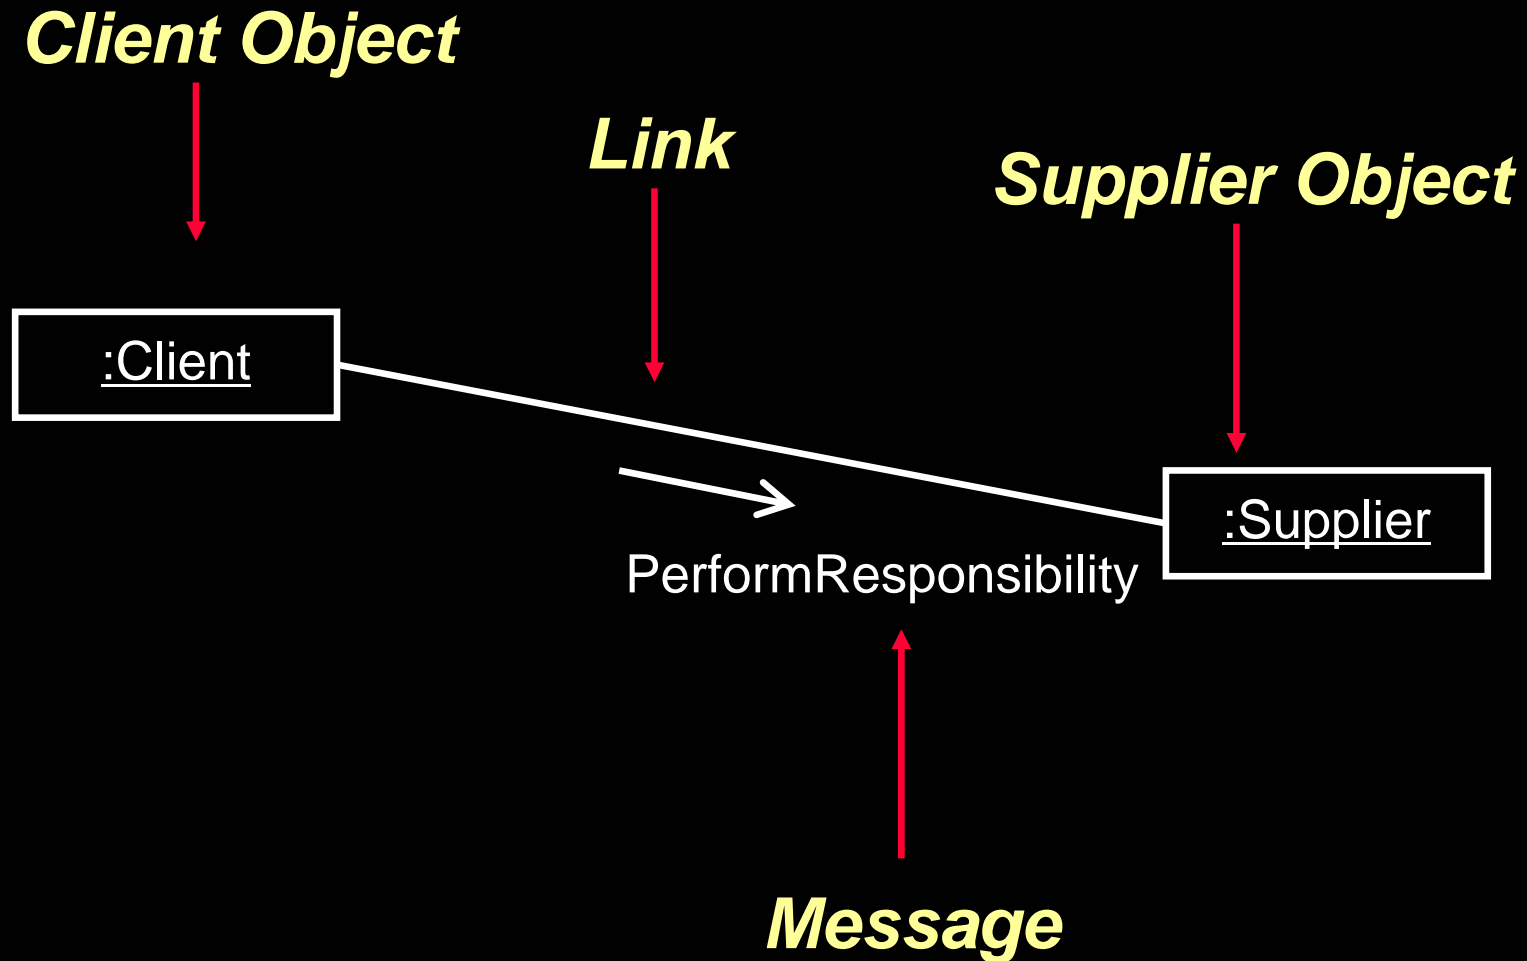 Client Object
Link
Supplier Object
:Client
:Supplier
PerformResponsibility
Message